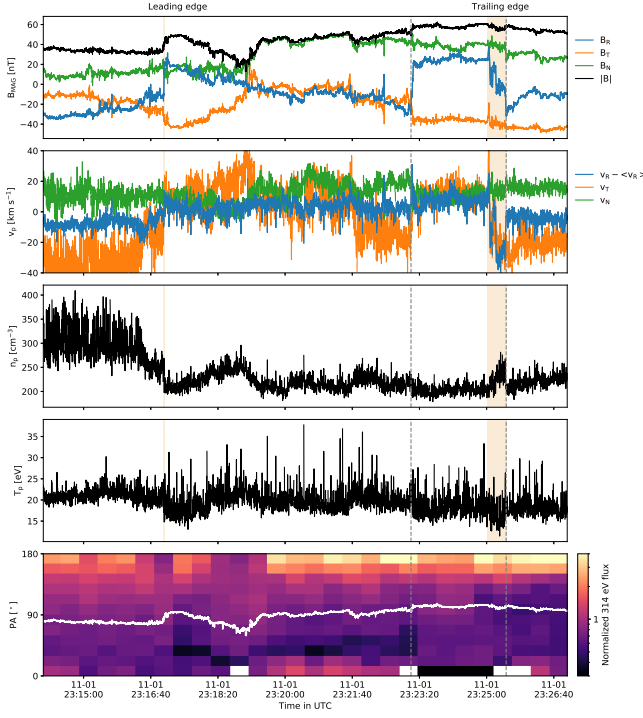 Leading edge
Trailing edge
60
40
20
0
−20
−40
B_MAG [nT]
B_R
B_T
B_N
|B|
40
20
0
−20
−40
v_p [km s⁻¹]
v_R − <v_R >
v_T
v_N
400
350
300
250
200
n_p [cm⁻³]
35
30
25
20
15
T_p [eV]
180
90
0
PA [°]
1
Normalized 314 eV flux
11-01 11-01 11-01 11-01 11-01 11-01 11-01 11-01
23:15:00 23:16:40 23:18:20 23:20:00 23:21:40 23:23:20 23:25:00 23:26:40
Time in UTC